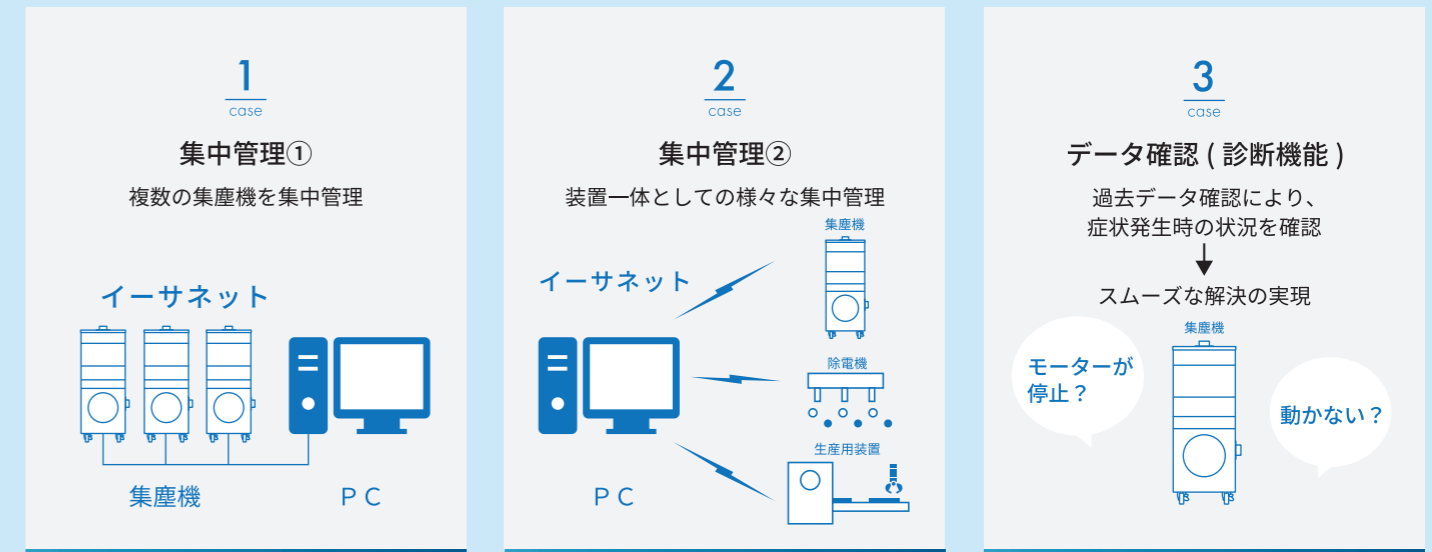 1
case
集中管理①
複数の集塵機を集中管理
イーサネット
集塵機
ＰＣ
2
case
集中管理②
装置一体としての様々な集中管理
集塵機
イーサネット
除電機
生産用装置
ＰＣ
3
case
データ確認 ( 診断機能 )
過去データ確認により、
症状発生時の状況を確認
スムーズな解決の実現
集塵機
モーターが
停止？
動かない？